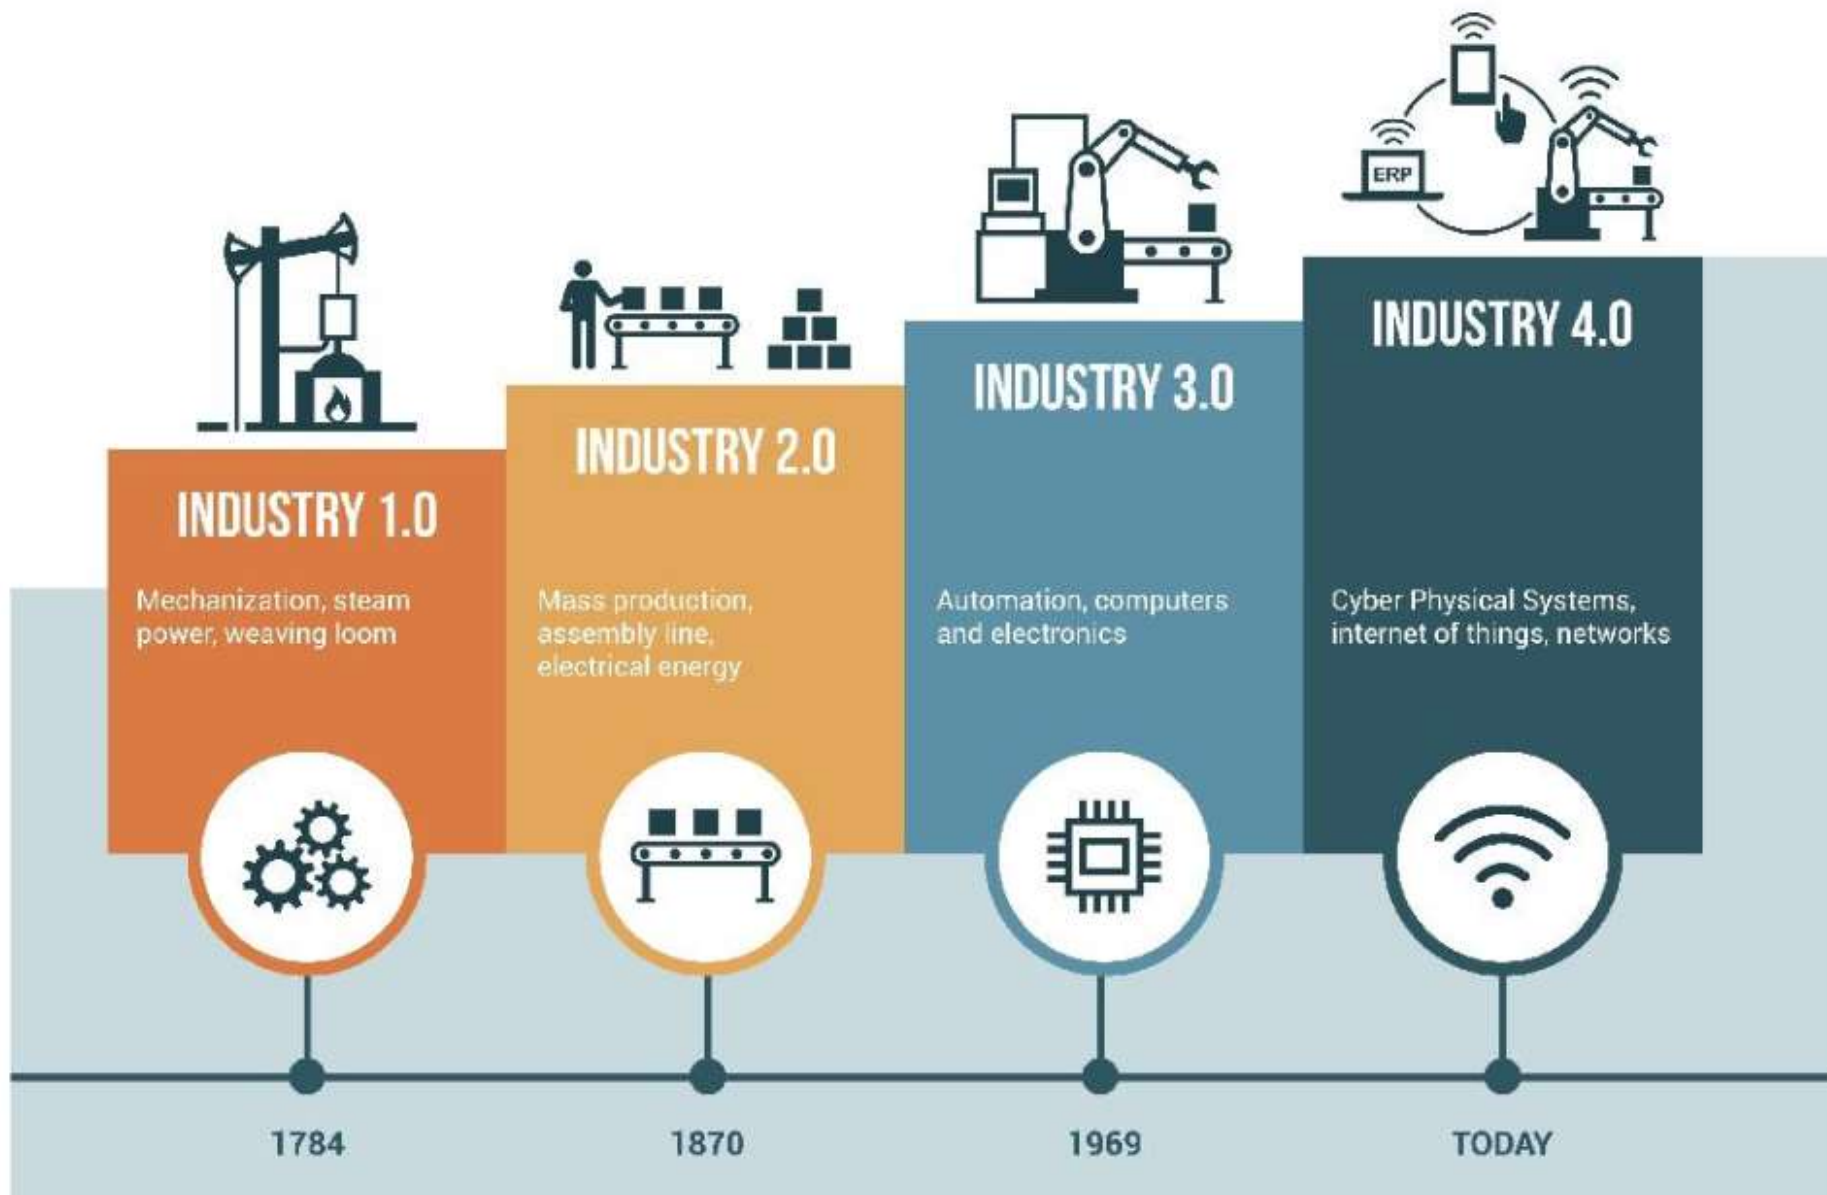 ERP
INDUSTRY 1.0
Mechanization, steam
power, weaving loom
1784
INDUSTRY 2.0
Mass production,
assembly line,
electrical energy
1870
INDUSTRY 3.0
Automation, computers
and electronics
1969
INDUSTRY 4.0
Cyber Physical Systems,
internet of things, networks
TODAY